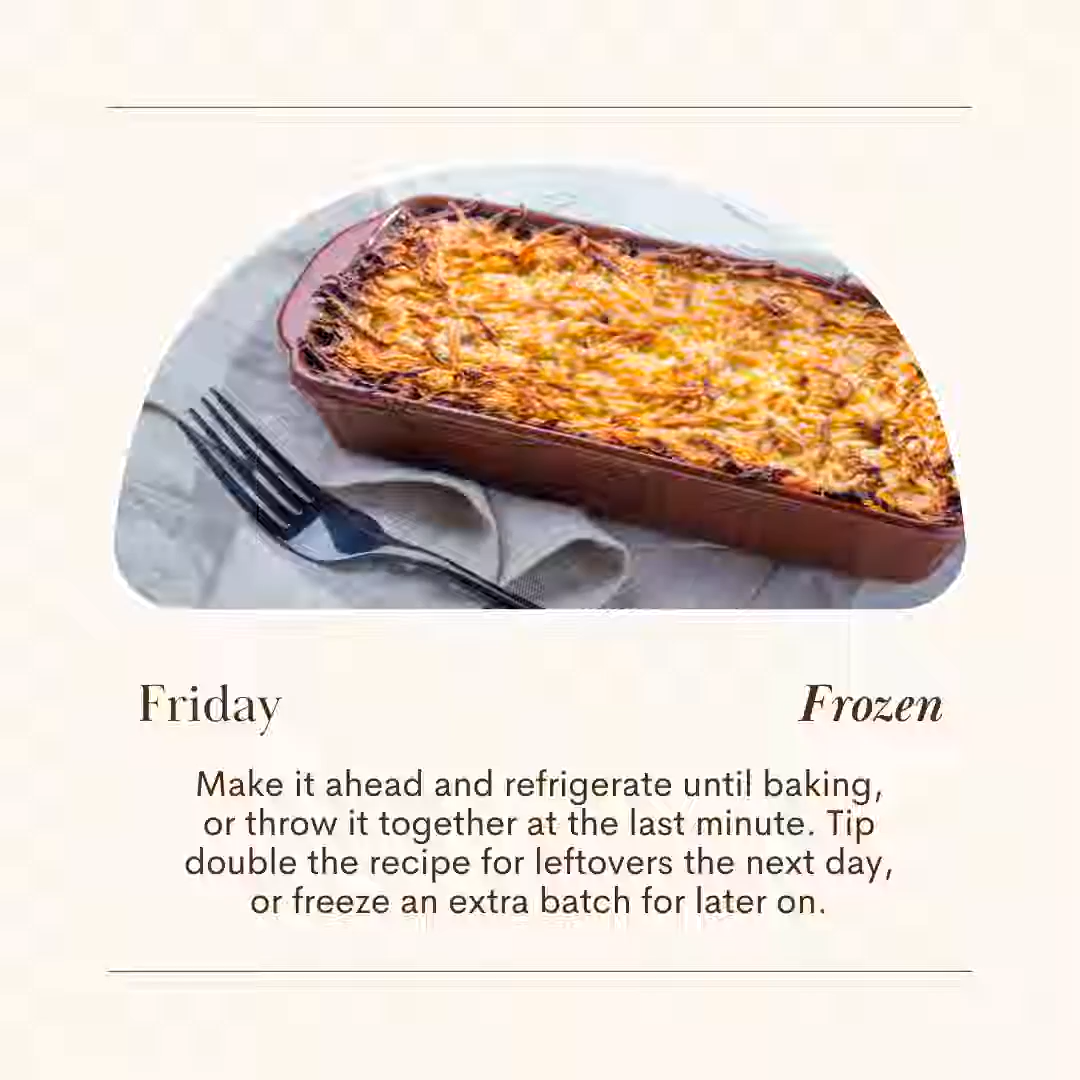 Friday
Frozen
Make it ahead and refrigerate until baking,
or throw it together at the last minute. Tip
double the recipe for leftovers the next day,
or freeze an extra batch for later on.